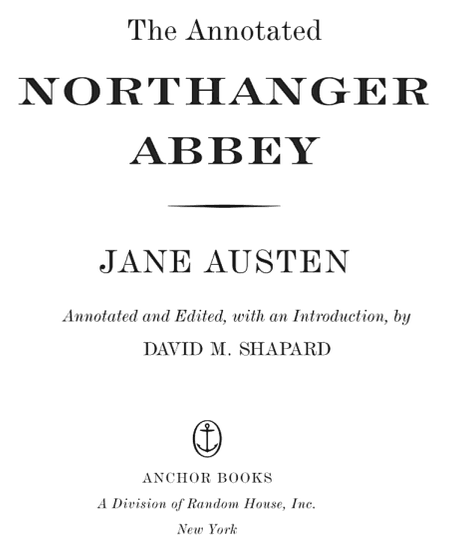 The Annotated
NORTHANGER
ABBEY
JANE AUSTEN
Annotated and Edited, with an Introduction, by
DAVID M. SHAPARD
ANCHOR BOOKS
A Division of Random House, Inc.
New York